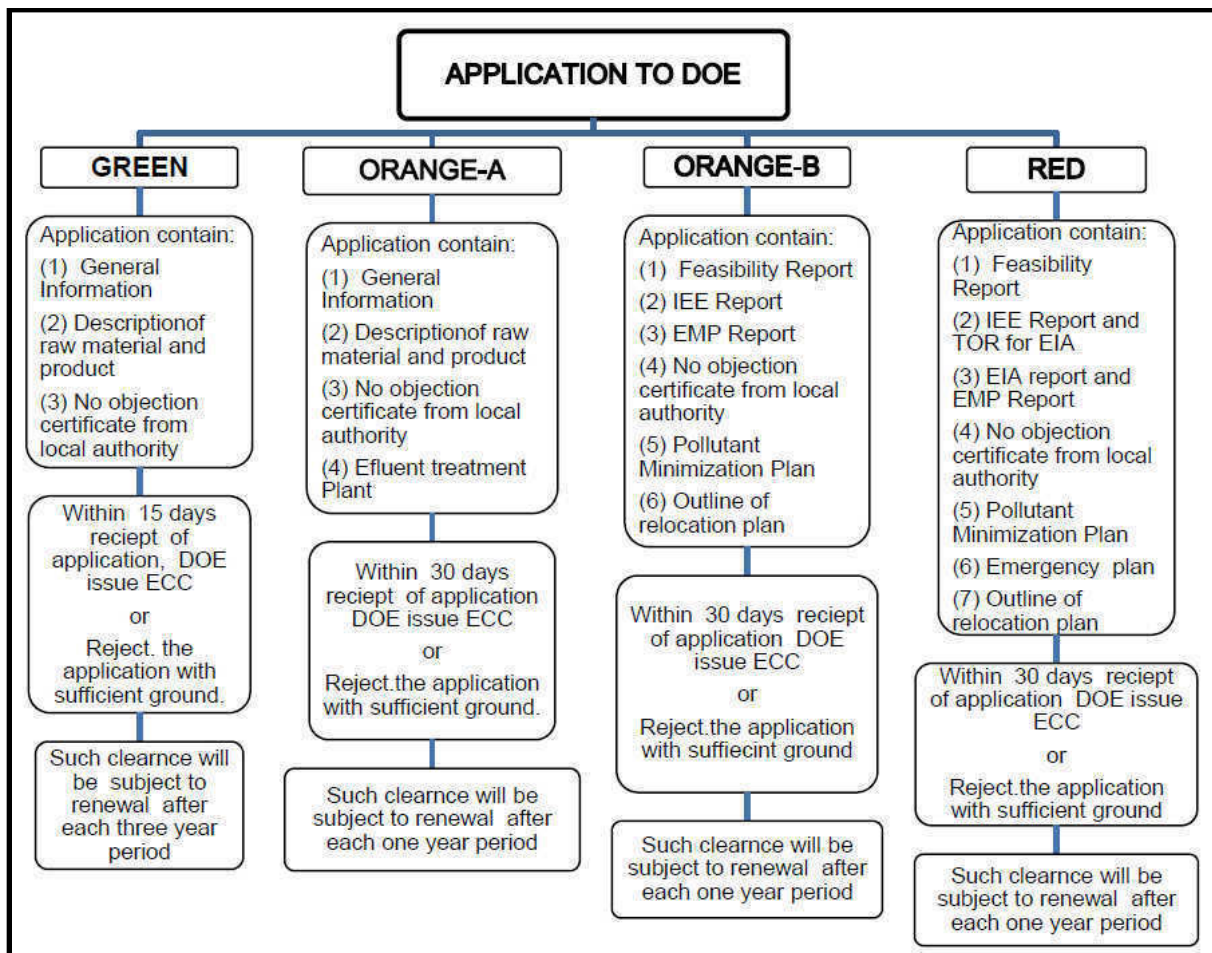 APPLICATION TO DOE
GREEN
Application contain:
(1) General
Information
(2) Descriptionof
raw material and
product
(3) No objection
certificate from
local authority
Within 15 days
reciept of
application, DOE
issue ECC
or
Reject. the
application with
sufficient ground.
Such clearnce will
be subject to
renewal after
each three year
period
ORANGE-A
Application contain:
(1) General
Information
(2) Descriptionof raw
material and product
(3) No objection
certificate from local
authority
(4) Efluent treatment
Plant
Within 30 days
reciept of application
DOE issue ECC
or
Reject.the application
with sufficient ground.
Such clearnce will be
subject to renewal after
each one year period
ORANGE-B
Application contain:
(1) Feasibility Report
(2) IEE Report
(3) EMP Report
(4) No objection
certificate from local
authority
(5) Pollutant
Minimization Plan
(6) Outline of
relocation plan
Within 30 days reciept
of application DOE
issue ECC
or
Reject.the application
with suffiecint ground
Such clearnce will be
subject to renewal after
each one year period
RED
Application contain:
(1) Feasibility
Report
(2) IEE Report and
TOR for EIA
(3) EIA report and
EMP Report
(4) No objection
certificate from local
authority
(5) Pollutant
Minimization Plan
(6) Emergency plan
(7) Outline of
relocation plan
Within 30 days reciept
of application DOE issue
ECC
or
Reject.the application
with sufficient ground
Such clearnce will be
subject to renewal after
each one year period